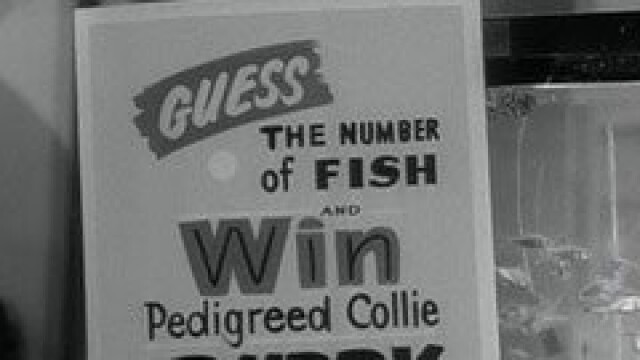 GUESS
THE NUMBER
of FISH
AND
Win
Pedigreed Collie